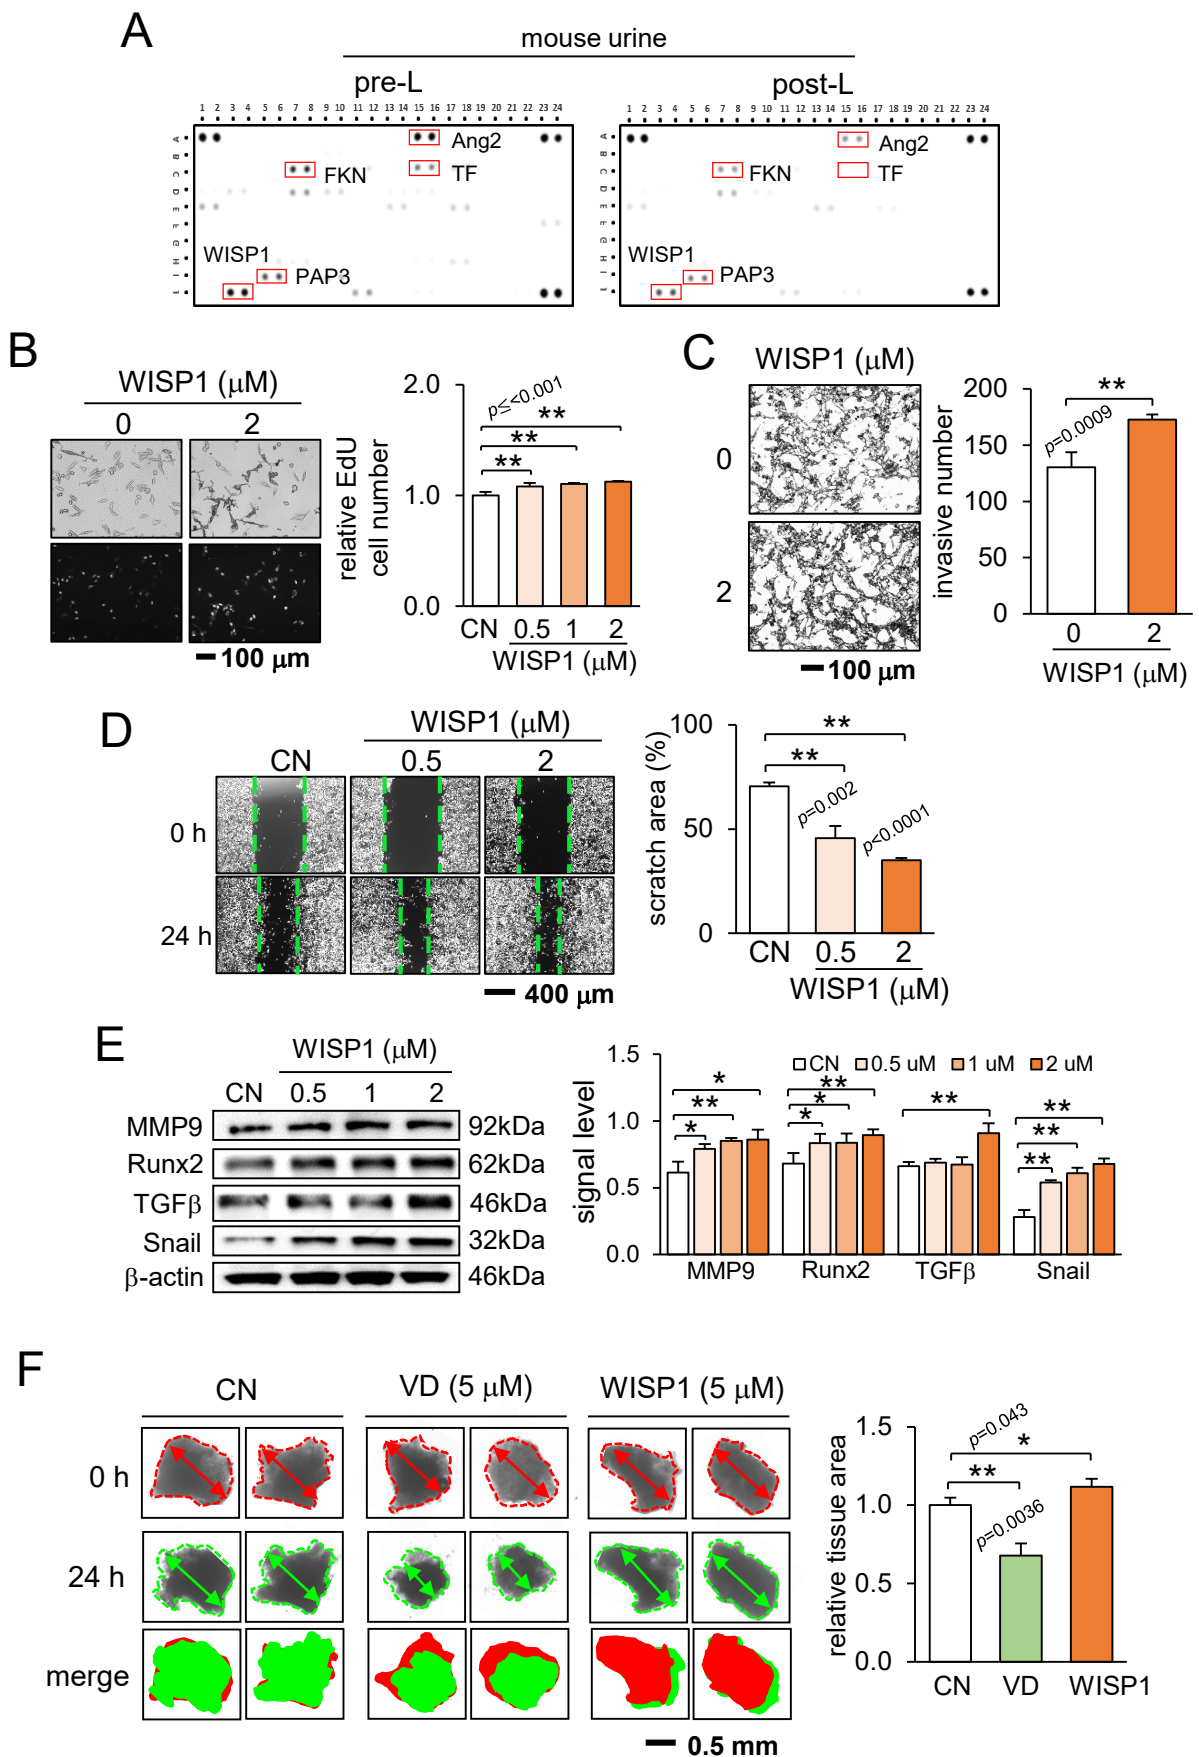 A
mouse urine
pre-L
post-L
1 2 3 4 5 6 7 8 9 10 11 12 13 14 15 16 17 18 19 20 21 22 23 24
1 2 3 4 5 6 7 8 9 10 11 12 13 14 15 16 17 18 19 20 21 22 23 24
A
B
C
D
E
F
G
H
I
J
Ang2
FKN
TF
WISP1
PAP3
A
B
C
D
E
F
G
H
I
J
Ang2
FKN
TF
WISP1
PAP3
B
WISP1 (μM)
0 2
100 μm
relative EdU
cell number
2.0
1.0
0.0
p≤<0.001
**
**
**
CN 0.5 1 2
WISP1 (μM)
C
WISP1 (μM)
0
2
100 μm
invasive number
200
150
100
50
0
**
p=0.0009
0 2
WISP1 (μM)
D
WISP1 (μM)
CN 0.5 2
0 h
24 h
400 μm
scratch area (%)
100
50
0
**
**
p=0.002
p<0.0001
CN 0.5 2
WISP1 (μM)
E
WISP1 (μM)
CN 0.5 1 2
MMP9 92kDa
Runx2 62kDa
TGFβ 46kDa
Snail 32kDa
β-actin 46kDa
signal level
1.5
1.0
0.5
0.0
CN 0.5 uM 1 uM 2 uM
*
**
*
**
*
*
**
**
**
**
MMP9 Runx2 TGFβ Snail
F
CN VD (5 μM) WISP1 (5 μM)
0 h
24 h
merge
0.5 mm
relative tissue area
1.5
1.0
0.5
0.0
p=0.043
*
**
p=0.0036
CN VD WISP1